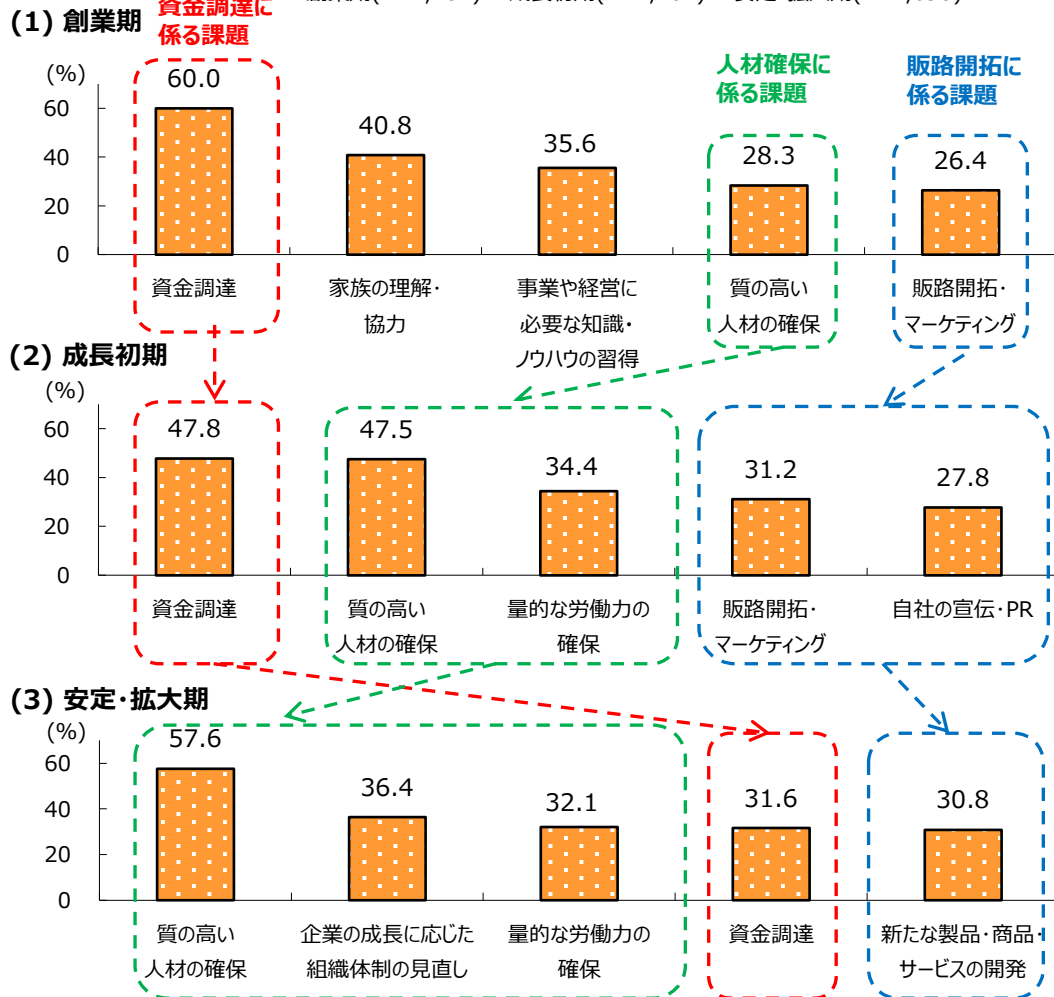 資金調達に
係る課題
(1) 創業期
人材確保に
係る課題
販路開拓に
係る課題
(%)
60
40
20
0
60.0
40.8
35.6
28.3
26.4
資金調達
家族の理解・
協力
事業や経営に
必要な知識・
ノウハウの習得
質の高い
人材の確保
販路開拓・
マーケティング
(2) 成長初期
(%)
60
40
20
0
47.8
47.5
34.4
31.2
27.8
資金調達
質の高い
人材の確保
量的な労働力の
確保
販路開拓・
マーケティング
自社の宣伝・PR
(3) 安定・拡大期
(%)
60
40
20
0
57.6
36.4
32.1
31.6
30.8
質の高い
人材の確保
企業の成長に応じた
組織体制の見直し
量的な労働力の
確保
資金調達
新たな製品・商品・
サービスの開発